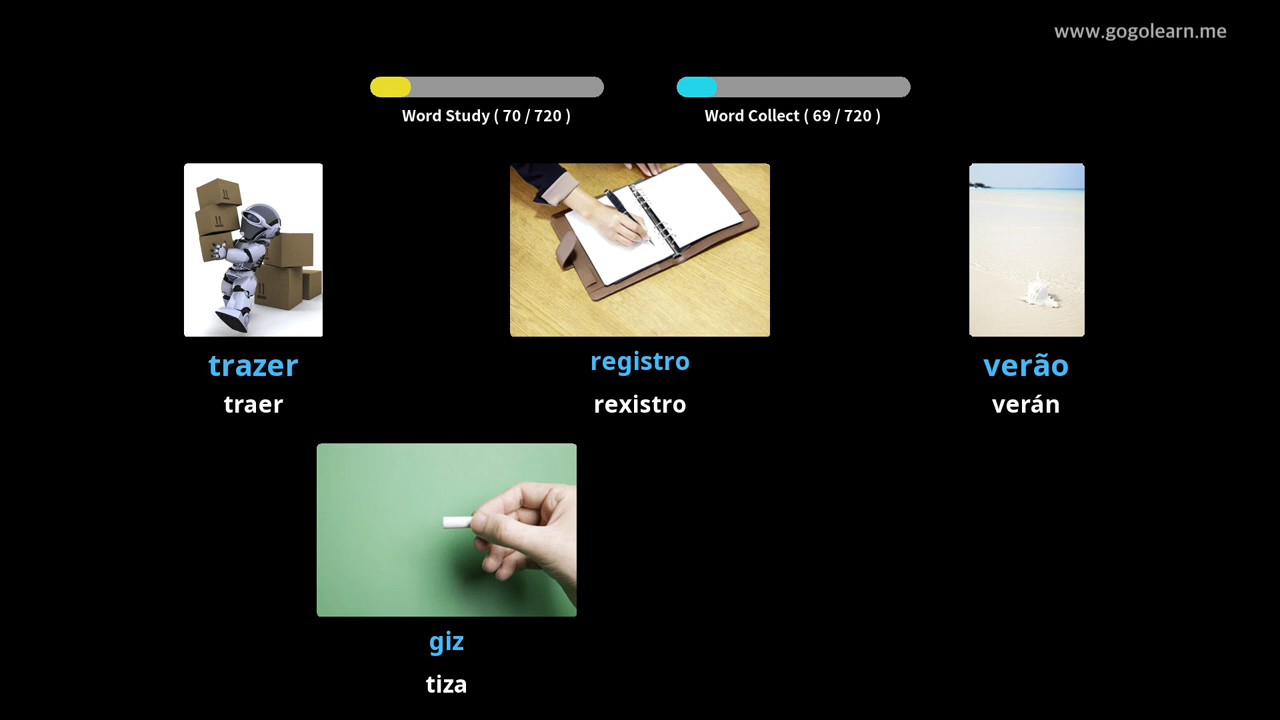 www.gogolearn.me
Word Study ( 70 / 720 )
Word Collect ( 69 / 720 )
trazer
traer
registro
rexistro
verão
verán
giz
tiza